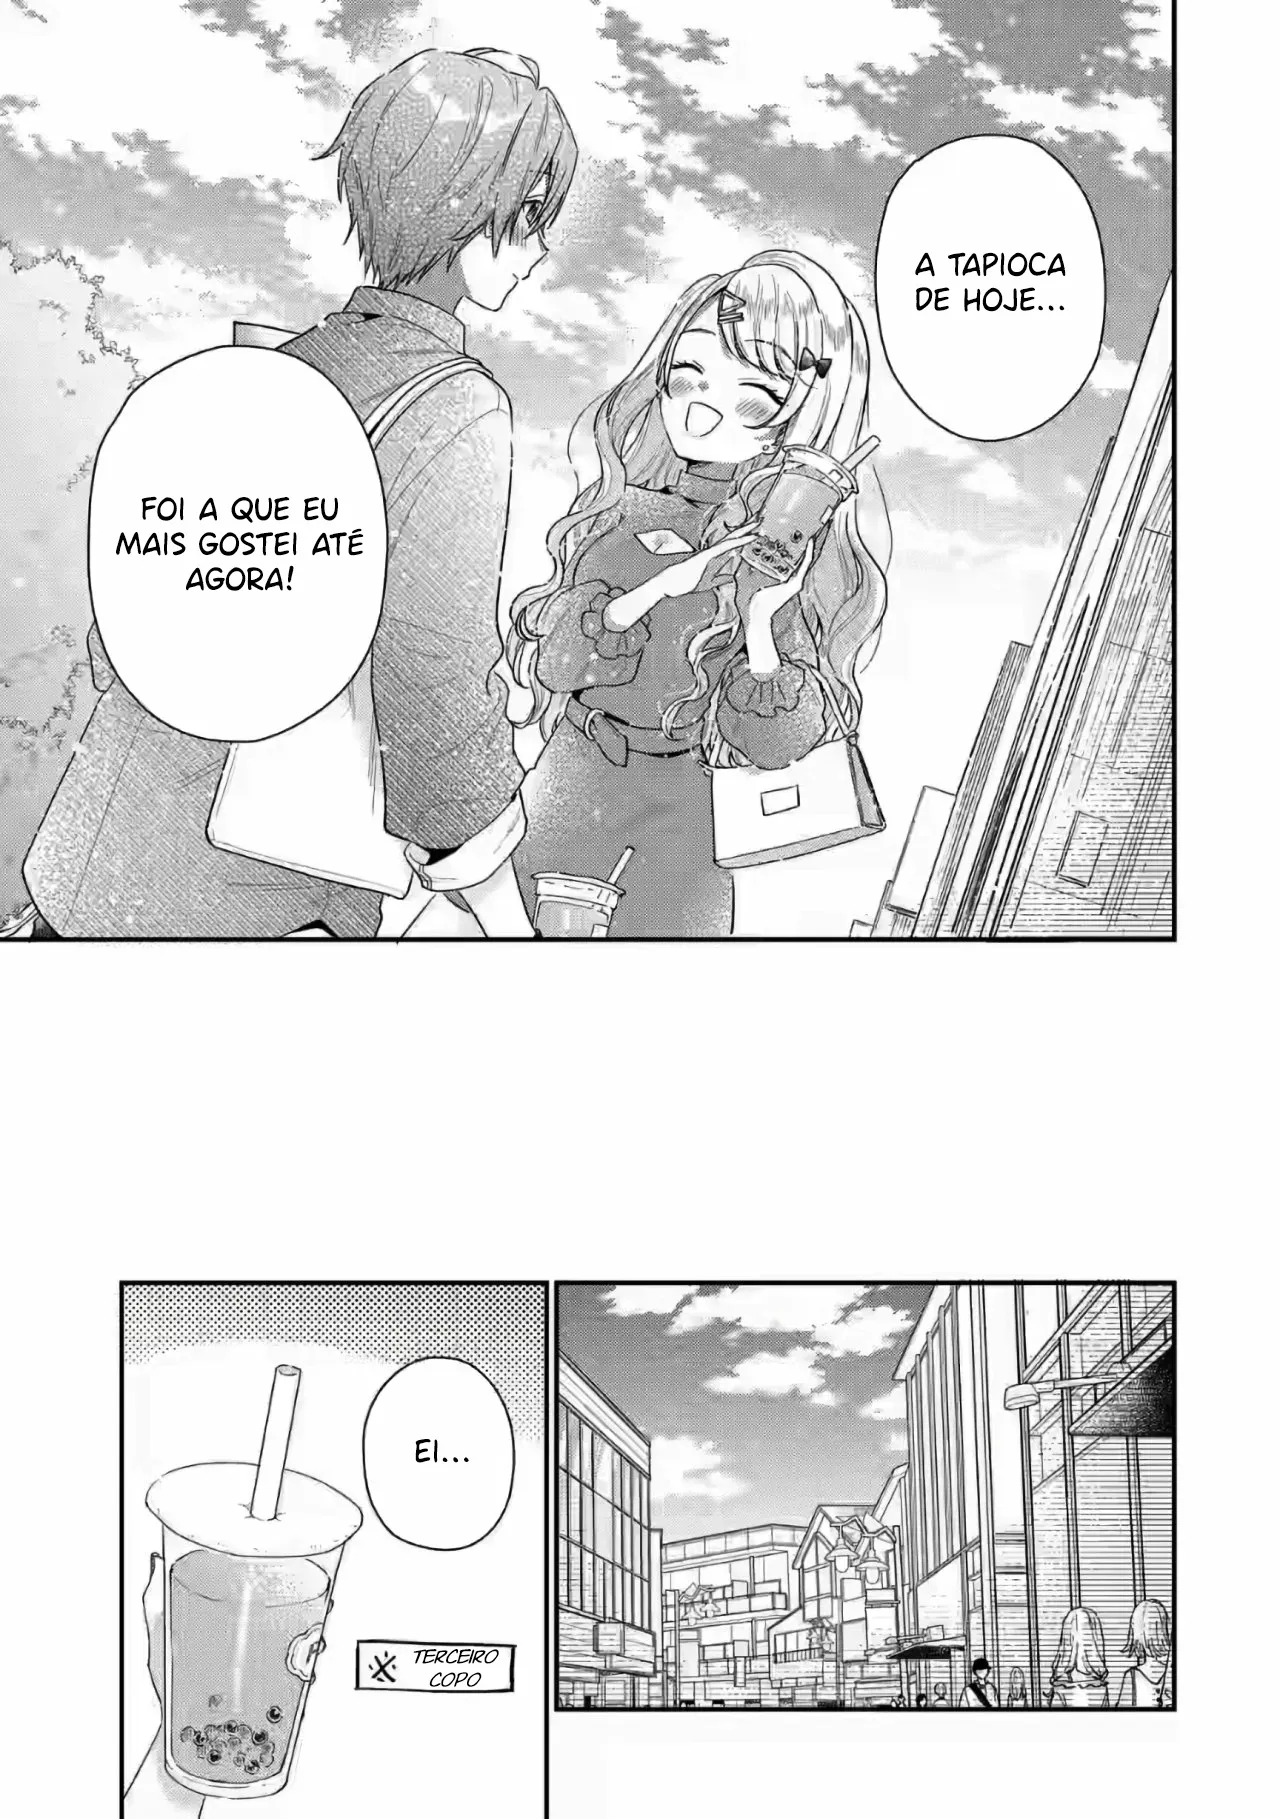 A TAPIOCA
DE HOJE...
FOI A QUE EU
MAIS GOSTEI ATÉ
AGORA!
EI...
※ TERCEIRO
COPO